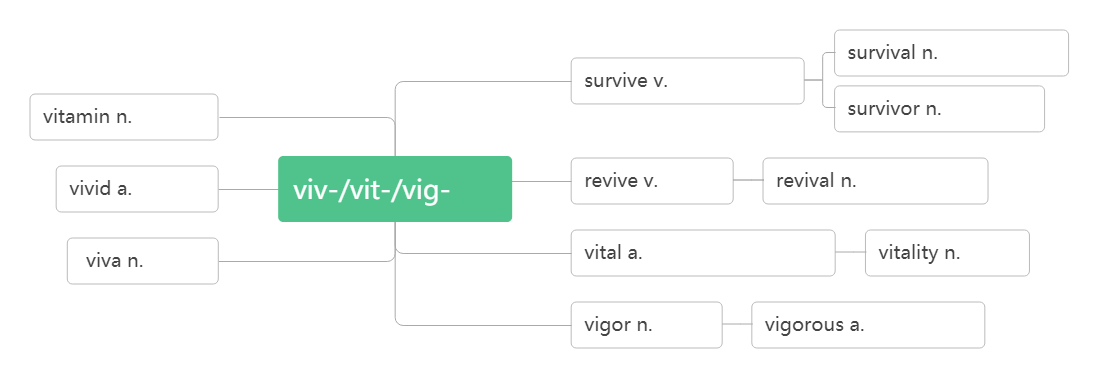 vitamin n.
vivid a.
viva n.
viv-/vit-/vig-
survive v.
survival n.
survivor n.
revive v.
revival n.
vital a.
vitality n.
vigor n.
vigorous a.